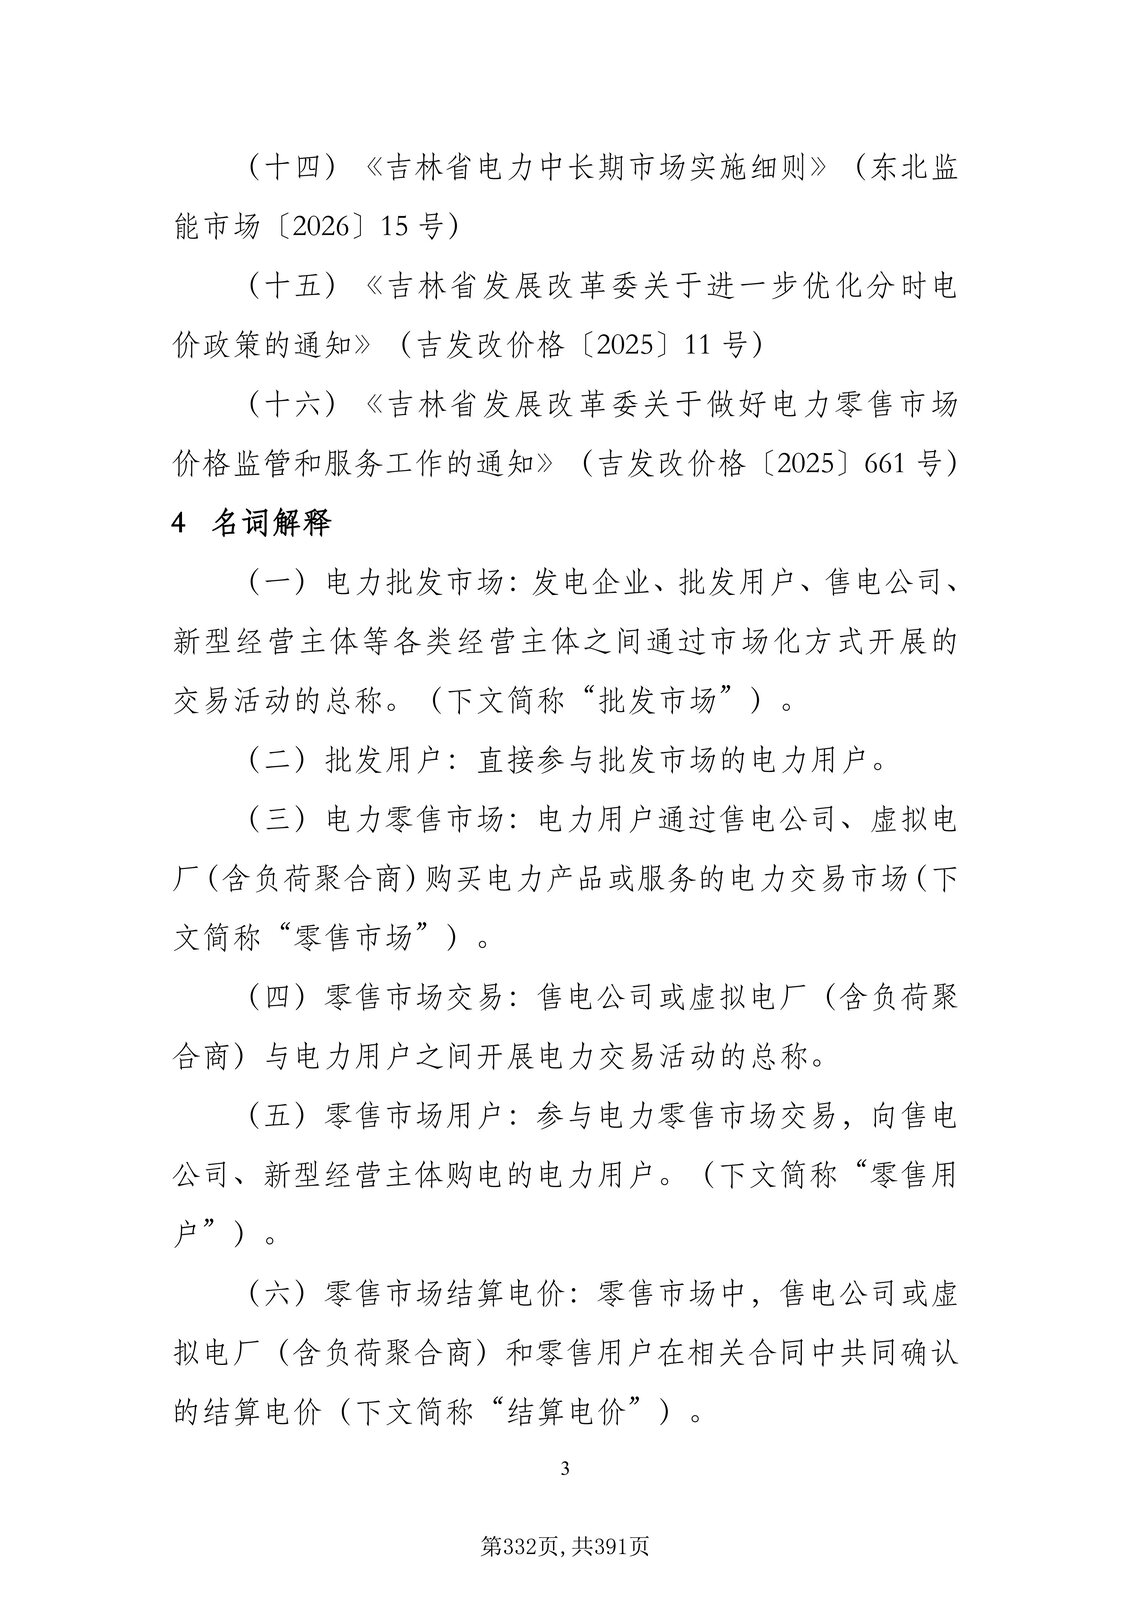 （十四）《吉林省电力中长期市场实施细则》（东北监
能市场〔2026〕15 号）
（十五）《吉林省发展改革委关于进一步优化分时电
价政策的通知》（吉发改价格〔2025〕11 号）
（十六）《吉林省发展改革委关于做好电力零售市场
价格监管和服务工作的通知》（吉发改价格〔2025〕661 号）
4 名词解释
（一）电力批发市场：发电企业、批发用户、售电公司、
新型经营主体等各类经营主体之间通过市场化方式开展的
交易活动的总称。（下文简称“批发市场”）。
（二）批发用户：直接参与批发市场的电力用户。
（三）电力零售市场：电力用户通过售电公司、虚拟电
厂(含负荷聚合商)购买电力产品或服务的电力交易市场(下
文简称“零售市场”）。
（四）零售市场交易：售电公司或虚拟电厂（含负荷聚
合商）与电力用户之间开展电力交易活动的总称。
（五）零售市场用户：参与电力零售市场交易，向售电
公司、新型经营主体购电的电力用户。（下文简称“零售用
户”）。
（六）零售市场结算电价：零售市场中，售电公司或虚
拟电厂（含负荷聚合商）和零售用户在相关合同中共同确认
的结算电价（下文简称“结算电价”）。
3
第332页,共391页